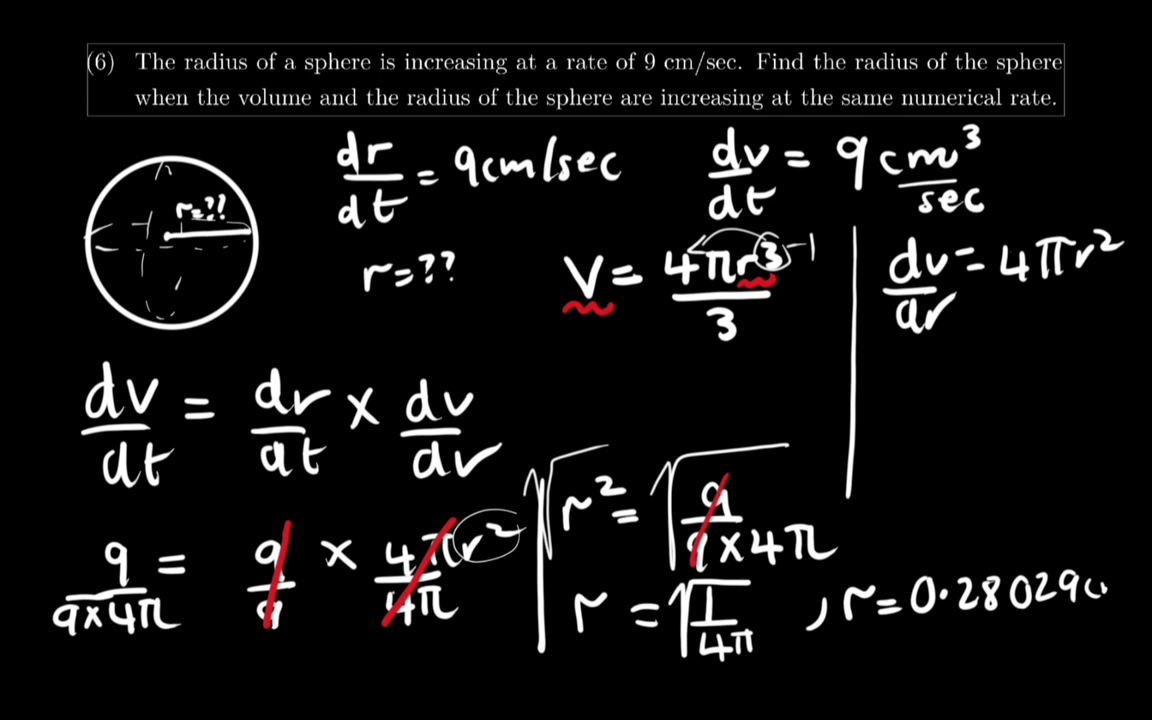 (6) The radius of a sphere is increasing at a rate of 9 cm/sec. Find the radius of the sphere
when the volume and the radius of the sphere are increasing at the same numerical rate.
dr/dt = 9cm/sec
dv/dt = 9 cm³/sec
r=??
r=??
V = 4πr³/3
-1
dv/dr = 4πr²
dv/dt = dr/dt × dv/dr
9/9×4π = 9/9 × 4πr²/4π
√r² = √9/9×4π
r = √1/4π , r=0.28029